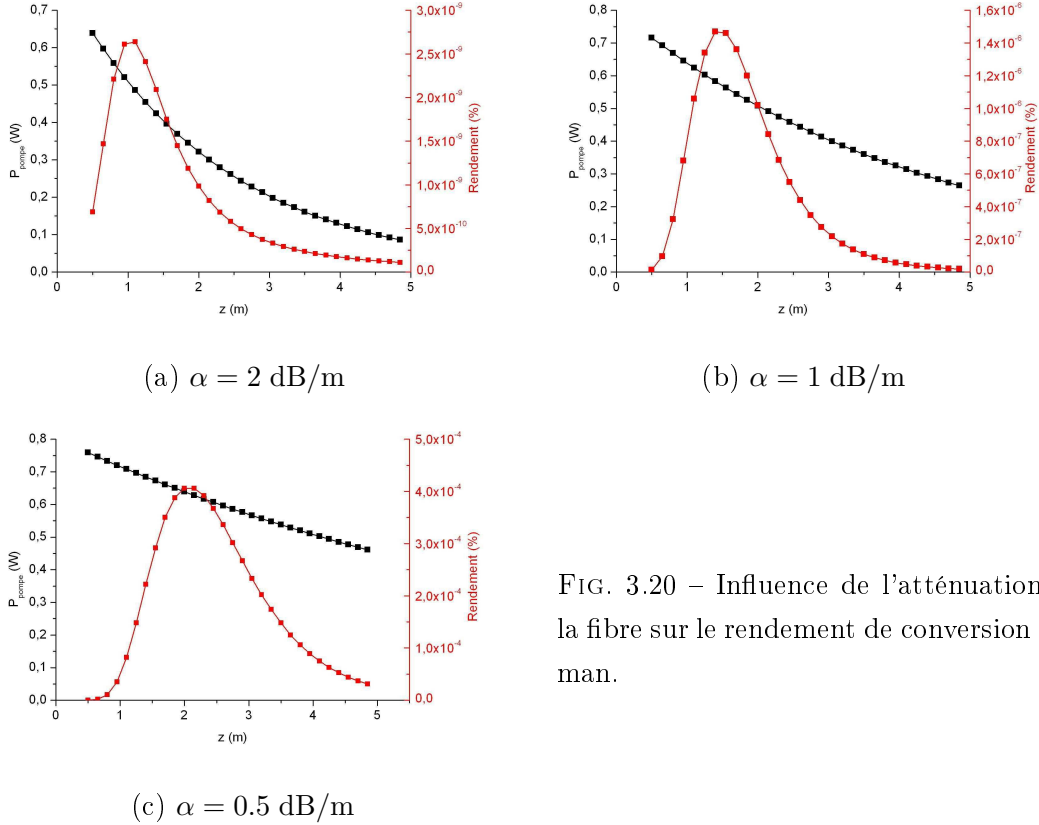 0,7
0,6
0,5
0,4
0,3
0,2
0,1
0,0
P_pompe (W)
0
1
2
3
4
5
z (m)
3,0x10^-9
2,5x10^-9
2,0x10^-9
1,5x10^-9
1,0x10^-9
5,0x10^-10
0,0
Rendement (%)
(a) α = 2 dB/m
0,8
0,7
0,6
0,5
0,4
0,3
0,2
0,1
0,0
P_pompe (W)
0
1
2
3
4
5
z (m)
1,6x10^-6
1,4x10^-6
1,2x10^-6
1,0x10^-6
8,0x10^-7
6,0x10^-7
4,0x10^-7
2,0x10^-7
0,0
Rendement (%)
(b) α = 1 dB/m
0,8
0,7
0,6
0,5
0,4
0,3
0,2
0,1
0,0
P_pompe (W)
0
1
2
3
4
5
z (m)
5,0x10^-4
4,0x10^-4
3,0x10^-4
2,0x10^-4
1,0x10^-4
0,0
Rendement (%)
(c) α = 0.5 dB/m
FIG. 3.20 – Influence de l'atténuation
la fibre sur le rendement de conversion
man.